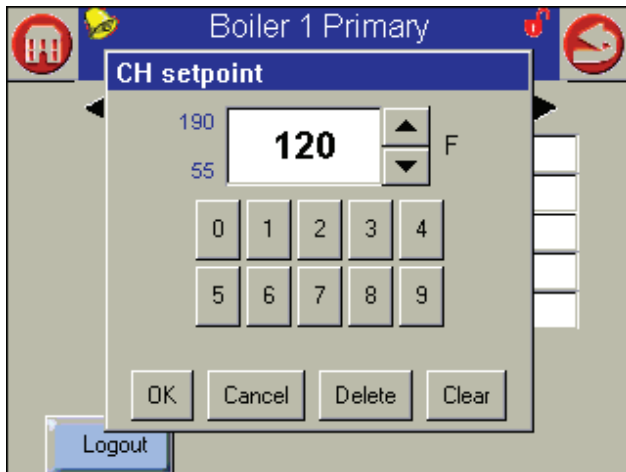 Boiler 1 Primary
CH setpoint
190
120
F
55
0 1 2 3 4
5 6 7 8 9
OK Cancel Delete Clear
Logout